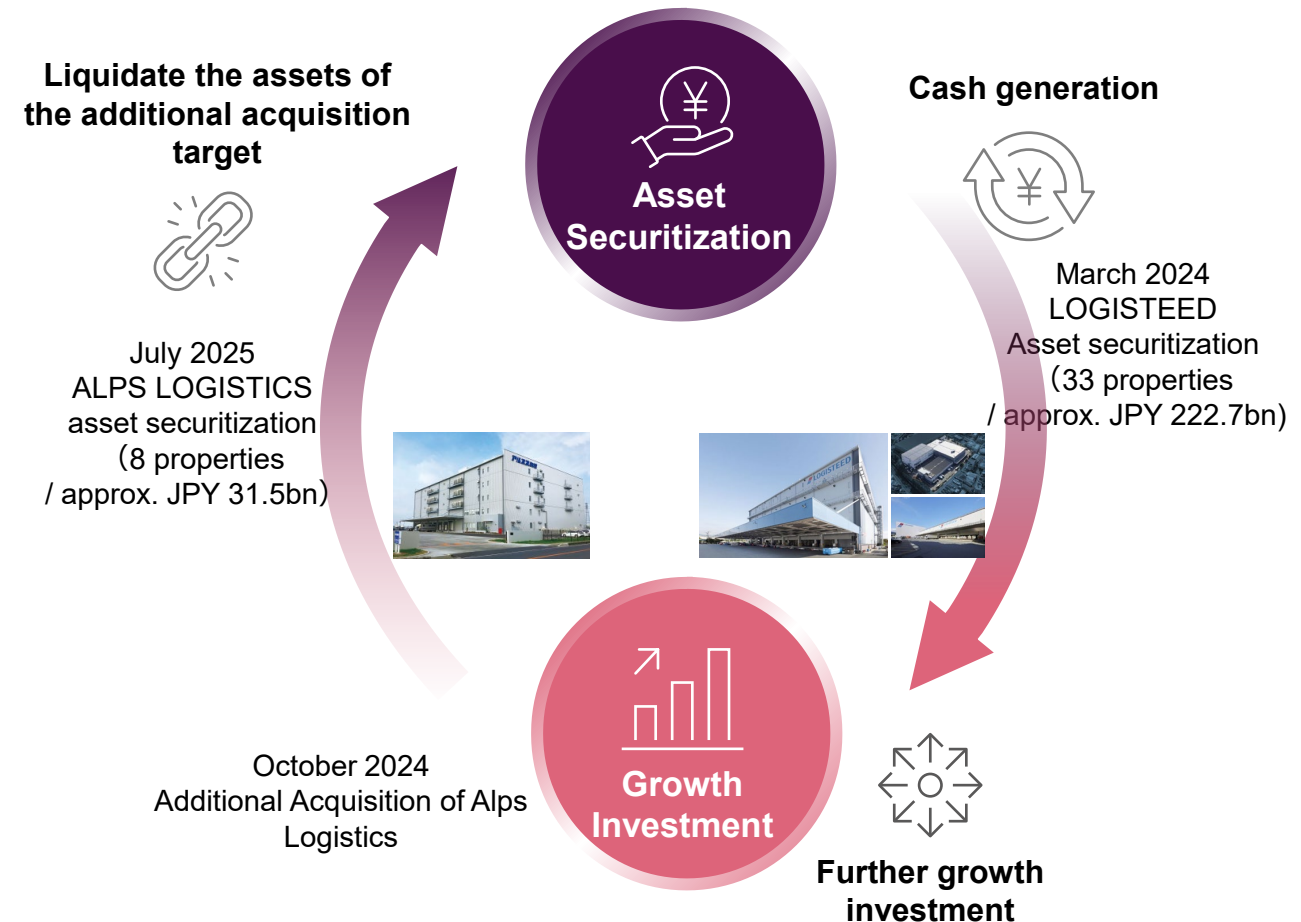 Liquidate the assets of
the additional acquisition
target
July 2025
ALPS LOGISTICS
asset securitization
（8 properties
/ approx. JPY 31.5bn）
¥
Asset
Securitization
Cash generation
¥
March 2024
LOGISTEED
Asset securitization
（33 properties
/ approx. JPY 222.7bn)
LOGISTEED
October 2024
Additional Acquisition of Alps
Logistics
Growth
Investment
Further growth
investment